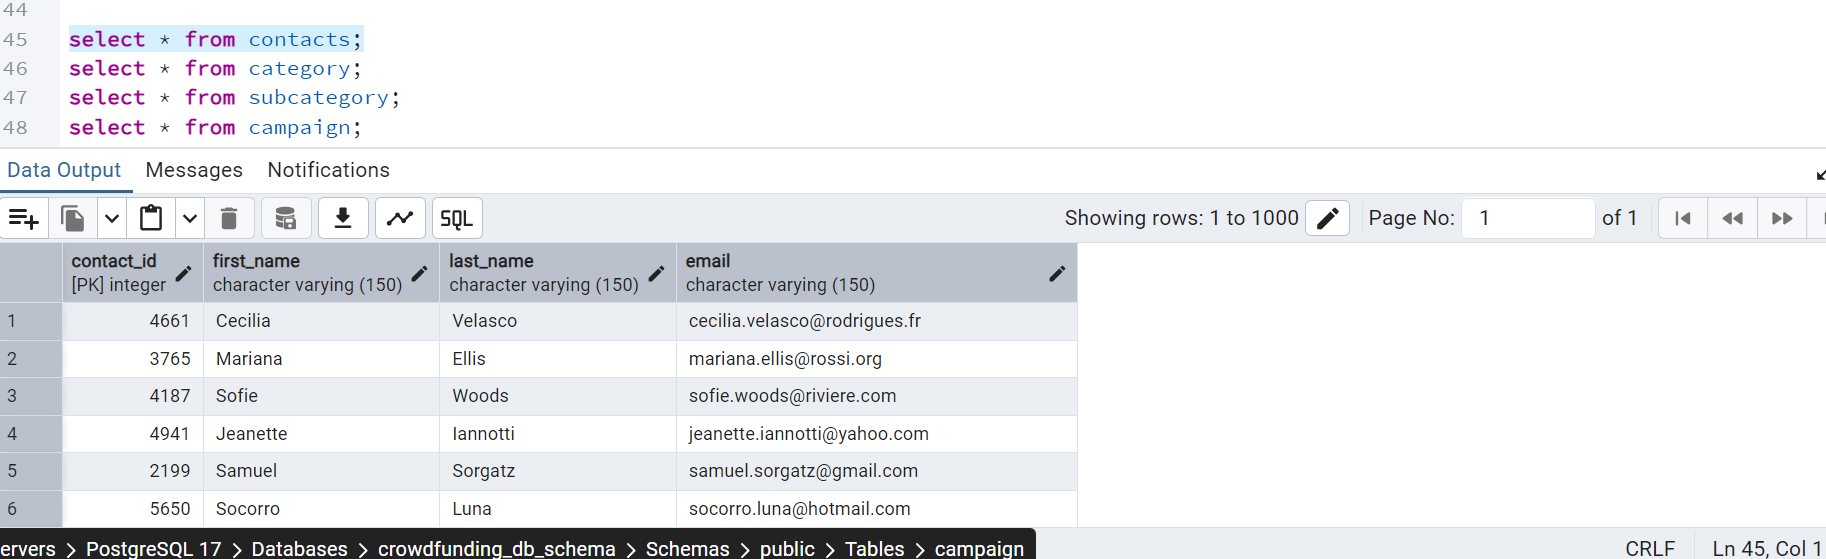 44
45 select * from contacts;
46 select * from category;
47 select * from subcategory;
48 select * from campaign;
Data Output Messages Notifications
SQL Showing rows: 1 to 1000 Page No: 1 of 1
contact_id first_name last_name email
[PK] integer character varying (150) character varying (150) character varying (150)
1 4661 Cecilia Velasco cecilia.velasco@rodrigues.fr
2 3765 Mariana Ellis mariana.ellis@rossi.org
3 4187 Sofie Woods sofie.woods@riviere.com
4 4941 Jeanette Iannotti jeanette.iannotti@yahoo.com
5 2199 Samuel Sorgatz samuel.sorgatz@gmail.com
6 5650 Socorro Luna socorro.luna@hotmail.com
ervers > PostgreSQL 17 > Databases > crowdfunding_db_schema > Schemas > public > Tables > campaign CRLF Ln 45, Col 1